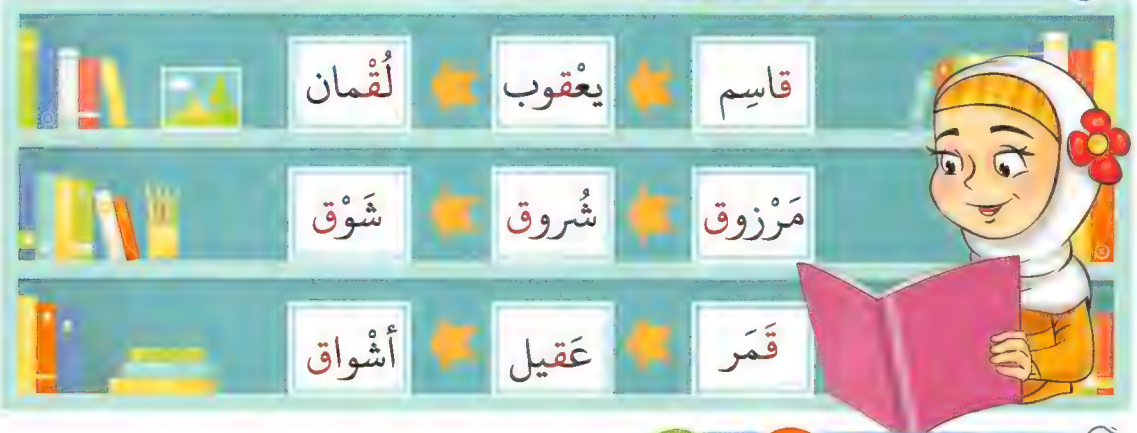 قاسِم يعْقوب لُقْمان
مَرْزوق شُروق شَوْق
قَمَر عَقيل أشْواق